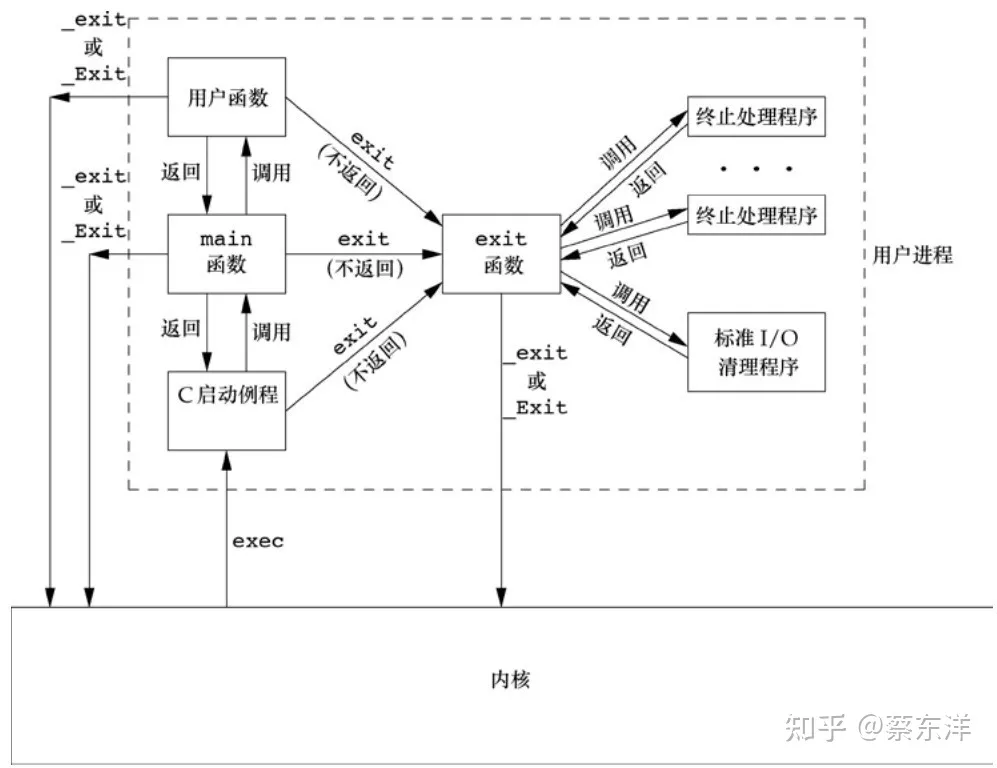 _exit
或
_Exit
用户函数
exit
(不返回)
返回
调用
_exit
或
_Exit
main
函数
exit
(不返回)
exit
函数
返回
调用
C启动例程
exit
(不返回)
调用
返回
终止处理程序
· · ·
调用
返回
终止处理程序
调用
返回
标准 I/O
清理程序
用户进程
_exit
或
_Exit
exec
内核
知乎 @蔡东洋